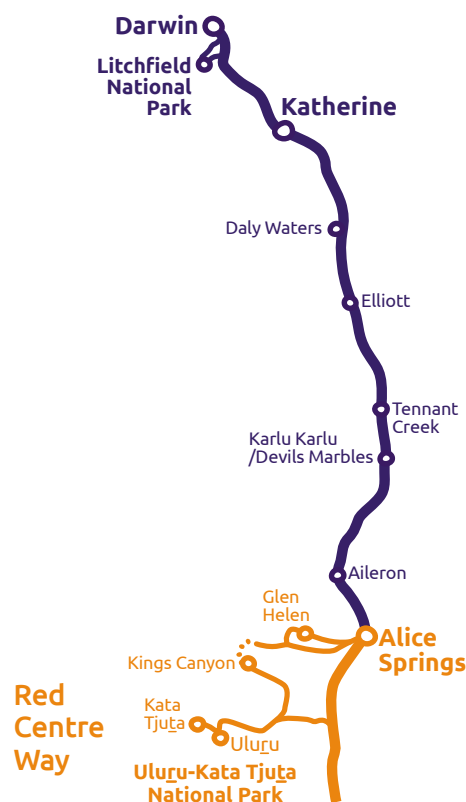 Darwin
Litchfield
National
Park
Katherine
Daly Waters
Elliott
Tennant
Creek
Karlu Karlu
/Devils Marbles
Aileron
Glen
Helen
Alice
Springs
Kings Canyon
Red
Centre
Way
Kata
Tjuṯa
Uluṟu
Uluṟu-Kata Tjuṯa
National Park